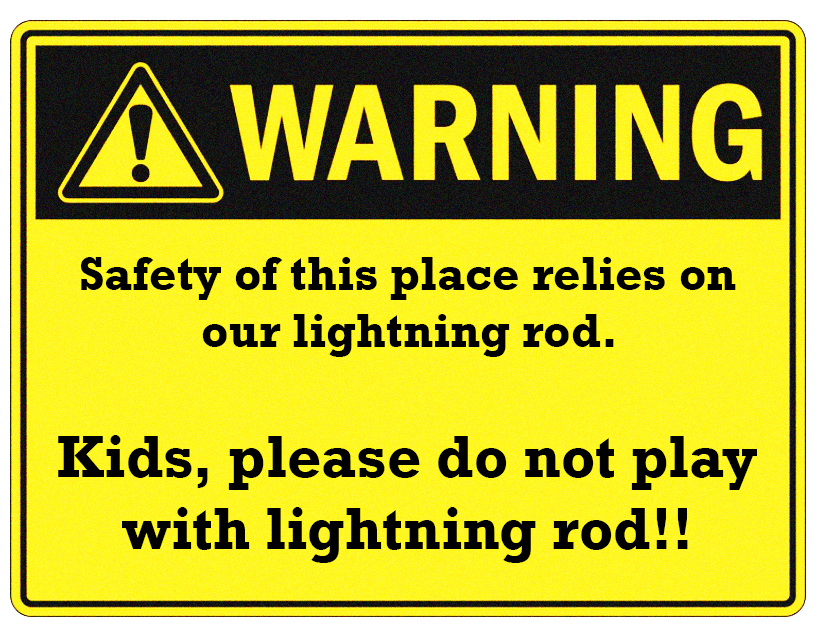 WARNING
Safety of this place relies on
our lightning rod.
Kids, please do not play
with lightning rod!!